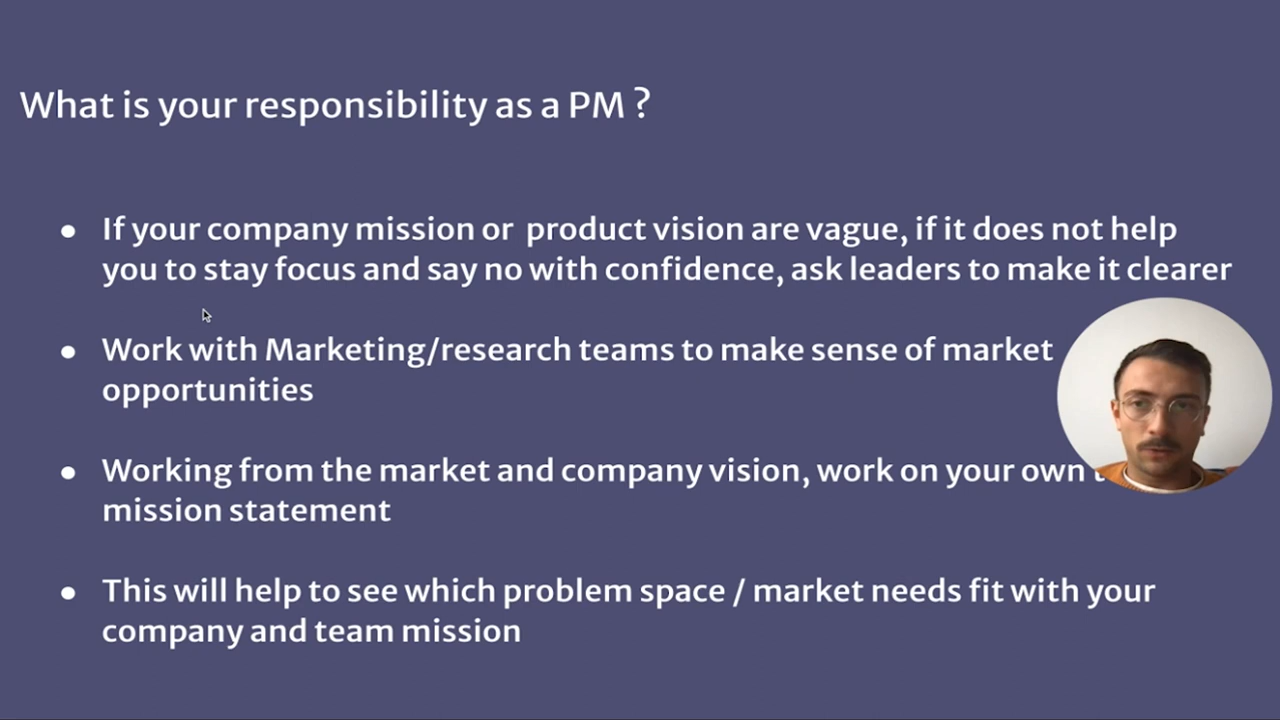 What is your responsibility as a PM ?
● If your company mission or product vision are vague, if it does not help
you to stay focus and say no with confidence, ask leaders to make it clearer
● Work with Marketing/research teams to make sense of market
opportunities
● Working from the market and company vision, work on your own
mission statement
● This will help to see which problem space / market needs fit with your
company and team mission